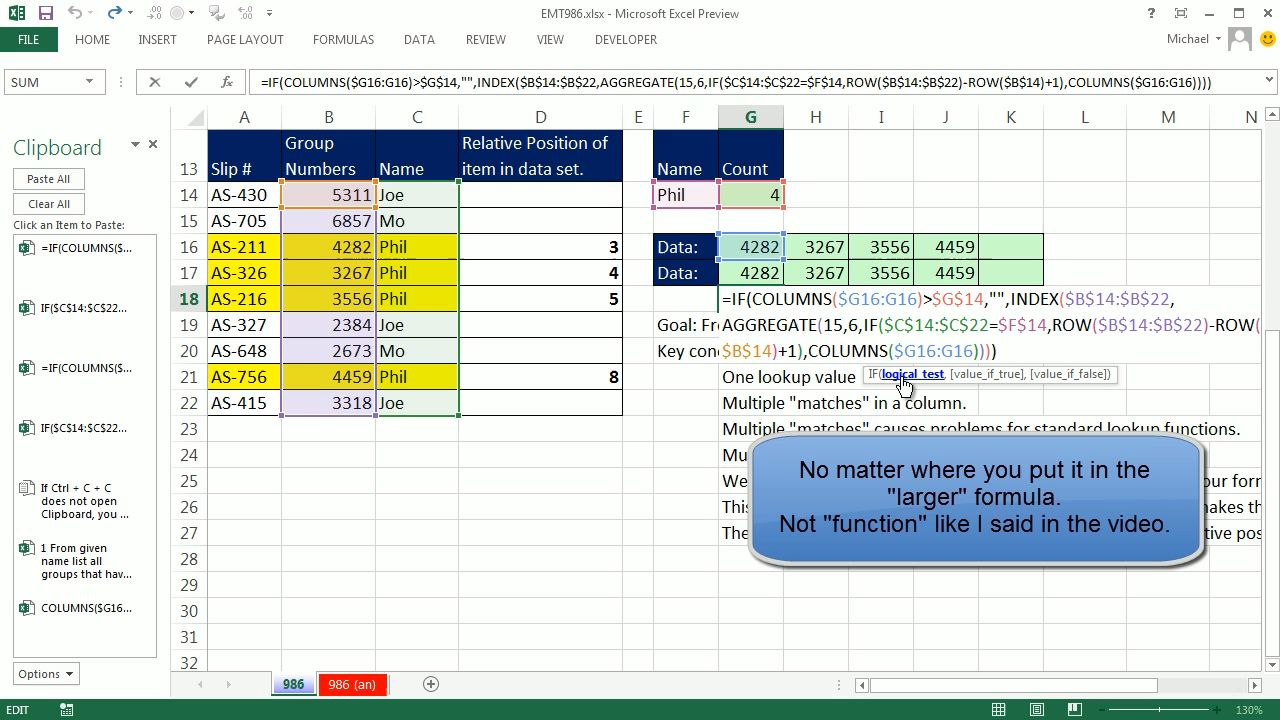 EMT986.xlsx - Microsoft Excel Preview
FILE HOME INSERT PAGE LAYOUT FORMULAS DATA REVIEW VIEW DEVELOPER Michael
SUM =IF(COLUMNS($G16:G16)>$G$14,"",INDEX($B$14:$B$22,AGGREGATE(15,6,IF($C$14:$C$22=$F$14,ROW($B$14:$B$22)-ROW($B$14)+1),COLUMNS($G16:G16))))
Clipboard
Paste All
Clear All
Click an Item to Paste:
=IF(COLUMNS($...
IF($C$14:$C$22...
=IF(COLUMNS($...
IF($C$14:$C$22...
If Ctrl + C + C
does not open
Clipboard, you ...
1 From given
name list all
groups that hav...
COLUMNS($G16...
Options
A B C D E F G H I J K L M N
Group Relative Position of
13 Slip # Numbers Name item in data set. Name Count
14 AS-430 5311 Joe Phil 4
15 AS-705 6857 Mo
16 AS-211 4282 Phil 3 Data: 4282 3267 3556 4459
17 AS-326 3267 Phil 4 Data: 4282 3267 3556 4459
18 AS-216 3556 Phil 5 =IF(COLUMNS($G16:G16)>$G$14,"",INDEX($B$14:$B$22,
19 AS-327 2384 Joe Goal: Fr AGGREGATE(15,6,IF($C$14:$C$22=$F$14,ROW($B$14:$B$22)-ROW(
20 AS-648 2673 Mo Key con $B$14)+1),COLUMNS($G16:G16))))
21 AS-756 4459 Phil 8 One lookup value IF(logical_test, [value_if_true], [value_if_false])
22 AS-415 3318 Joe Multiple "matches" in a column.
23 Multiple "matches" causes problems for standard lookup functions.
24 Mu
25 We our form
26 This makes th
27 The tive pos
28
29
30
31
32
No matter where you put it in the
"larger" formula.
Not "function" like I said in the video.
986 986 (an)
EDIT 130%